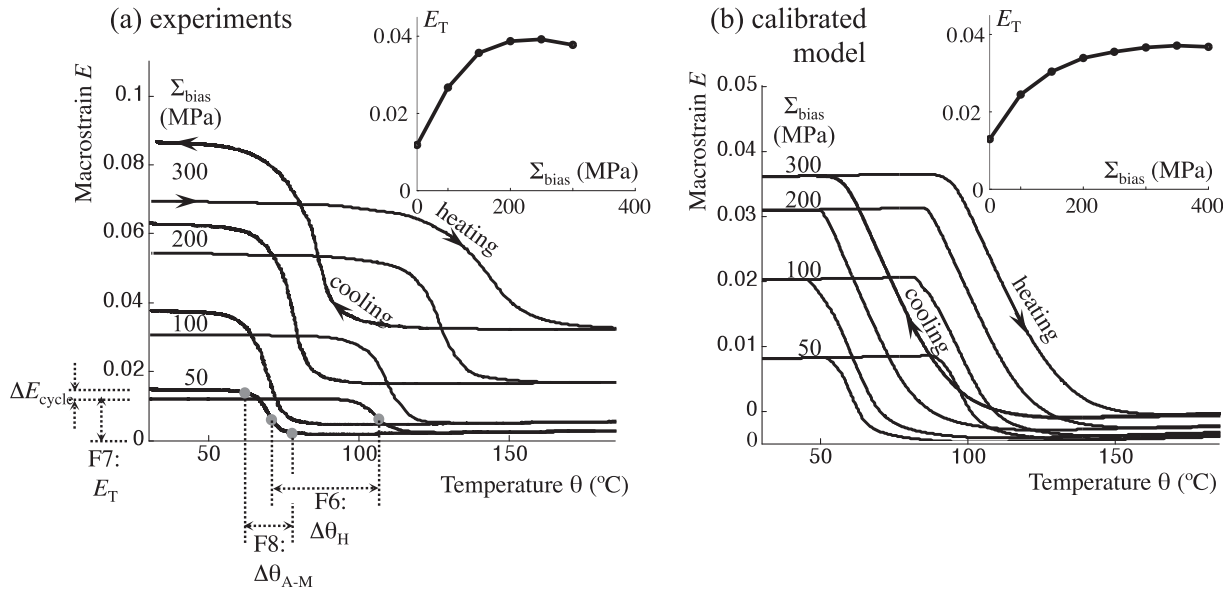 (a) experiments
E_T
0.04
0.02
0
0
200
400
Σ_bias (MPa)
Macrostrain E
0.1
0.08
0.06
0.04
0.02
0
Σ_bias
(MPa)
300
200
100
50
heating
cooling
50
100
150
Temperature θ (ºC)
ΔE_cycle
F7:
E_T
F6:
Δθ_H
F8:
Δθ_A-M
(b) calibrated
model
E_T
0.04
0.02
0
0
200
400
Σ_bias (MPa)
Macrostrain E
0.05
0.04
0.03
0.02
0.01
0
0
Σ_bias
(MPa)
300
200
100
50
cooling
heating
50
100
150
Temperature θ (ºC)